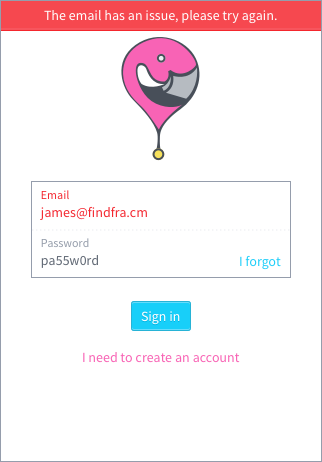 The email has an issue, please try again.
Email
james@findfra.cm
Password
pa55w0rd
I forgot
Sign in
I need to create an account